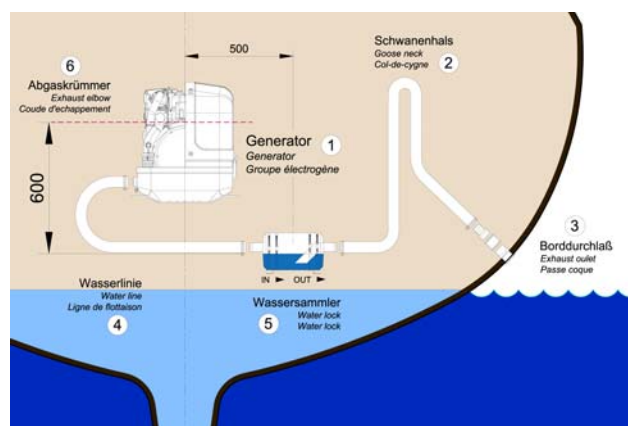 500
Schwanenhals
Goose neck
Col-de-cygne
2
6
Abgaskrümmer
Exhaust elbow
Coude d'echappement
Generator
Generator
Groupe électrogène
1
600
3
Borddurchlaß
Exhaust oulet
Passe coque
IN
OUT
Wasserlinie
Water line
Ligne de flottaison
4
Wassersammler
Water lock
Water lock
5